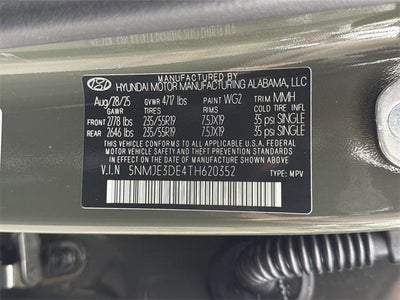 MANUFACTURED BY
HYUNDAI MOTOR MANUFACTURING ALABAMA, LLC
Aug/28/25 GVWR 4717 lbs PAINT WG2 TRIM MMH
GAWR TIRES RIMS COLD TIRE INFL
FRONT 2778 lbs 235/55R19 7.5JX19 35 psi SINGLE
REAR 2646 lbs 235/55R19 7.5JX19 35 psi SINGLE
THIS VEHICLE CONFORMS TO ALL APPLICABLE U.S.A. FEDERAL
MOTOR VEHICLE SAFETY AND THEFT PREVENTION STANDARDS
IN EFFECT ON THE DATE OF MANUFACTURE SHOWN ABOVE.
V.I.N 5NMJE3DE4TH620352 TYPE: MPV